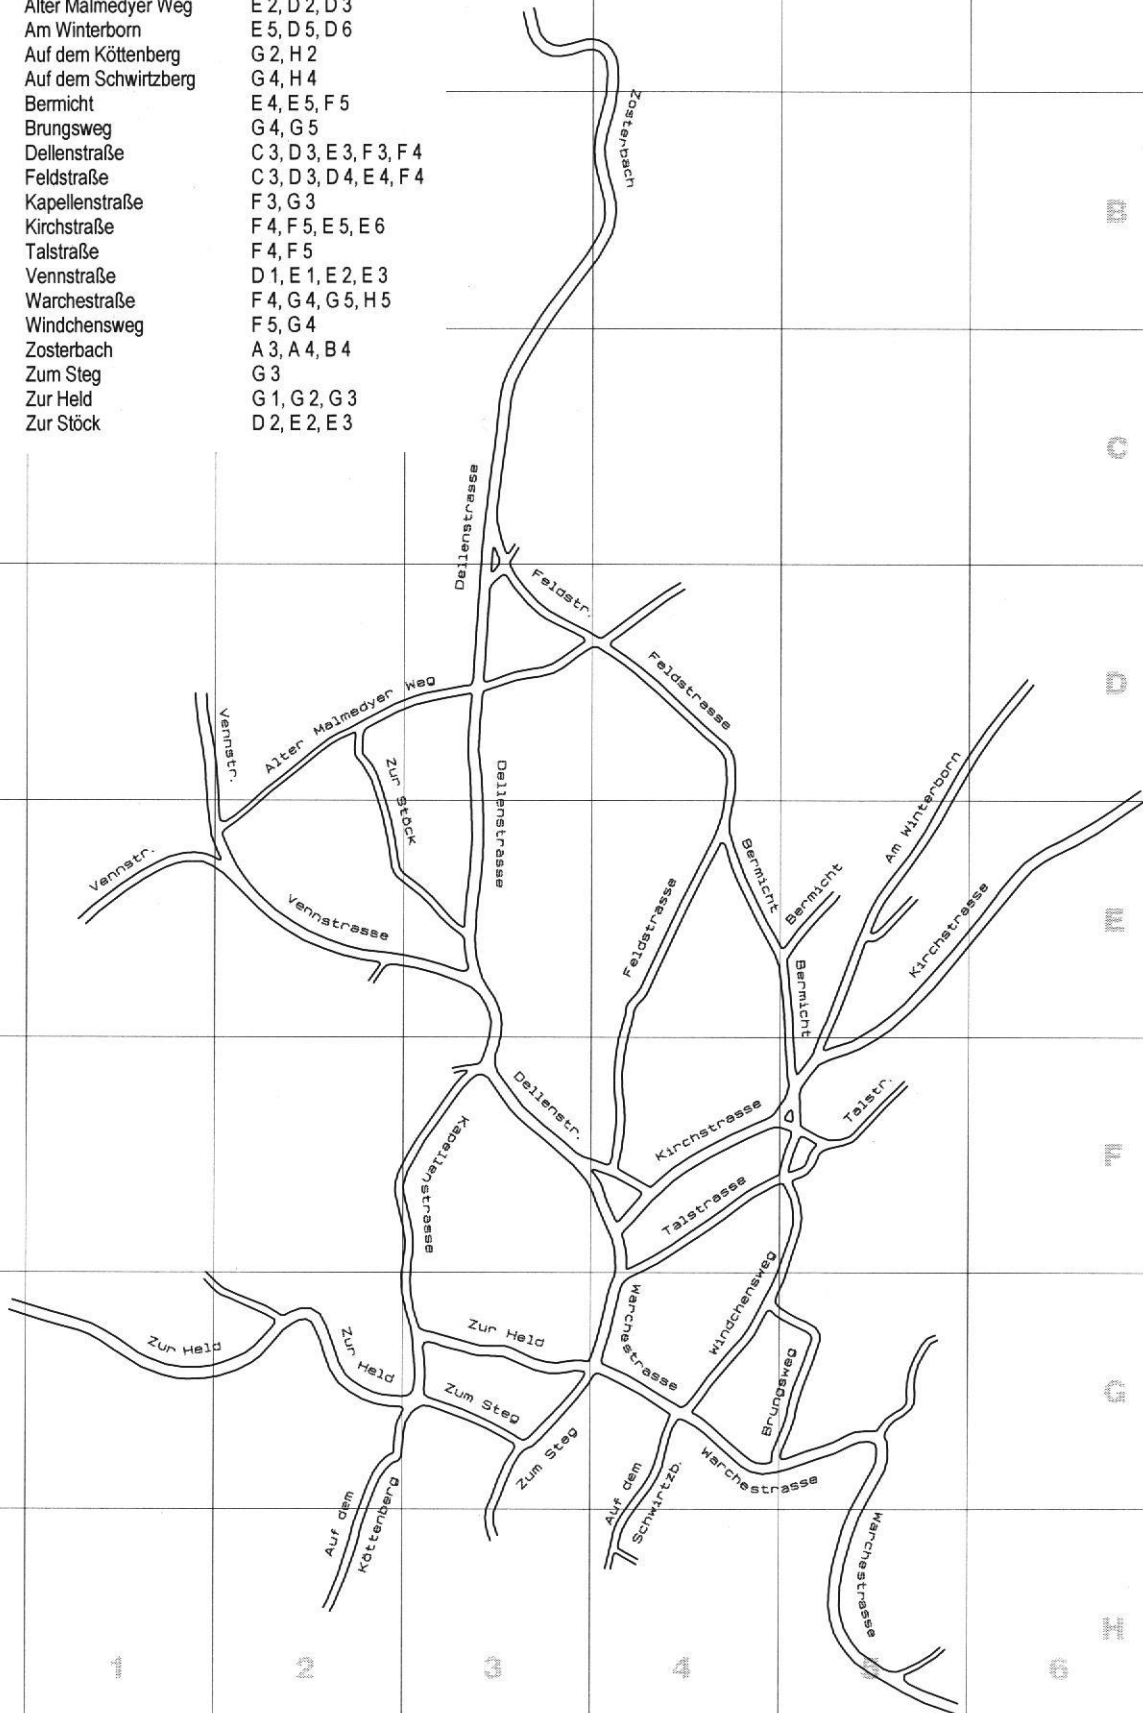 Alter Malmedyer Weg E 2, D 2, D 3
Am Winterborn E 5, D 5, D 6
Auf dem Köttenberg G 2, H 2
Auf dem Schwirtzberg G 4, H 4
Bermicht E 4, E 5, F 5
Brungsweg G 4, G 5
Dellenstraße C 3, D 3, E 3, F 3, F 4
Feldstraße C 3, D 3, D 4, E 4, F 4
Kapellenstraße F 3, G 3
Kirchstraße F 4, F 5, E 5, E 6
Talstraße F 4, F 5
Vennstraße D 1, E 1, E 2, E 3
Warchestraße F 4, G 4, G 5, H 5
Windchensweg F 5, G 4
Zosterbach A 3, A 4, B 4
Zum Steg G 3
Zur Held G 1, G 2, G 3
Zur Stöck D 2, E 2, E 3
Zosterbach
B
C
Dellenstrasse
Feldstr.
Feldstrasse
D
Vennstr.
Alter Malmedyer Weg
Zur Stöck
Dellenstrasse
Am Winterborn
Vennstr.
Vennstrasse
Feldstrasse
Bermicht
Bermicht
Bermicht
Kirchstrasse
E
Dellenstr.
Kapellenstrasse
Kirchstrasse
Talstr.
Talstrasse
F
Zur Held
Zur Held
Zur Held
Warchestrasse
Windchensweg
Brungsweg
G
Zum Steg
Zum Steg
Auf dem
Schwirtzb.
Warchestrasse
Auf dem
Köttenberg
Warchestrasse
H
1
2
3
4
5
6